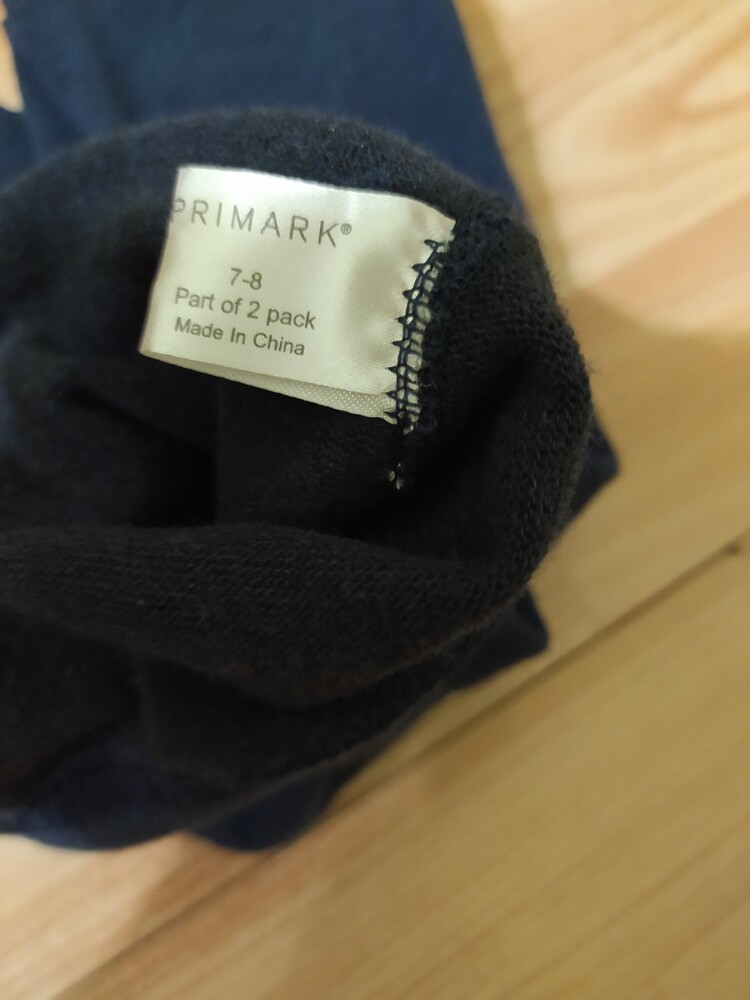 PRIMARK®
7-8
Part of 2 pack
Made In China